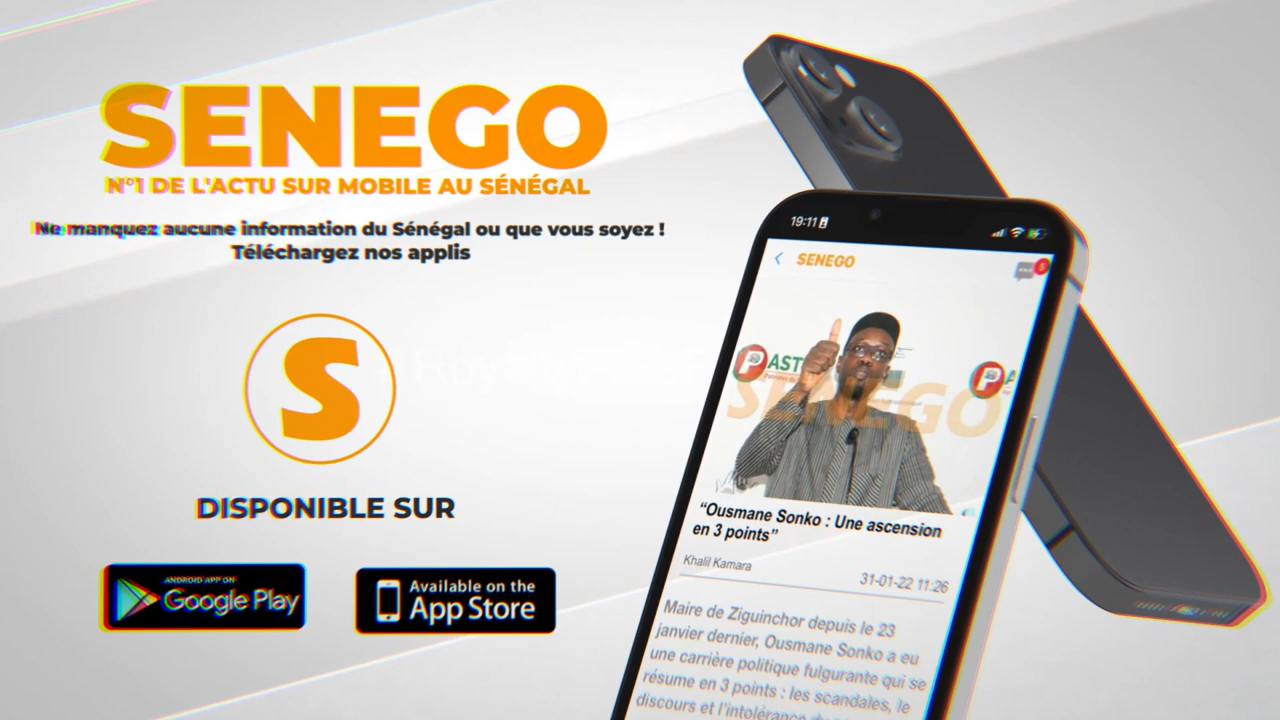 SENEGO
N°1 DE L'ACTU SUR MOBILE AU SÉNÉGAL
Ne manquez aucune information du Sénégal ou que vous soyez !
Téléchargez nos applis
S
DISPONIBLE SUR
ANDROID APP ON
Google Play
Available on the
App Store
19:11
SENEGO
5
PAST
P
SENEGO
“Ousmane Sonko : Une ascension
en 3 points”
Khalil Kamara
31-01-22 11:26
Maire de Ziguinchor depuis le 23
janvier dernier, Ousmane Sonko a eu
une carrière politique fulgurante qui se
résume en 3 points : les scandales, le
discours et l'intolérance